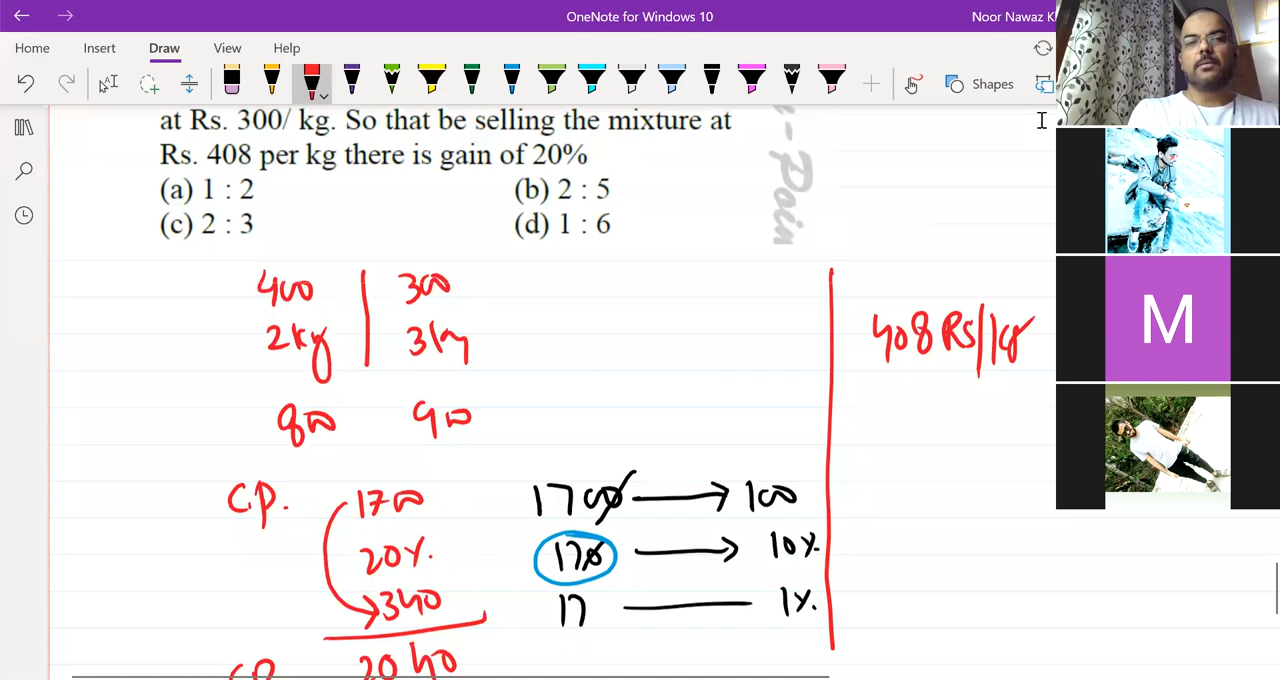 OneNote for Windows 10
Noor Nawaz K
Home Insert Draw View Help
Shapes
at Rs. 300/ kg. So that be selling the mixture at
Rs. 408 per kg there is gain of 20%
(a) 1 : 2 (b) 2 : 5
(c) 2 : 3 (d) 1 : 6
400 | 300
2kg | 3kg
408 Rs/kg
800 900
C.P. 1700
20%.
340
2040
1700 → 100
170 → 10%.
17 — 1%.
M